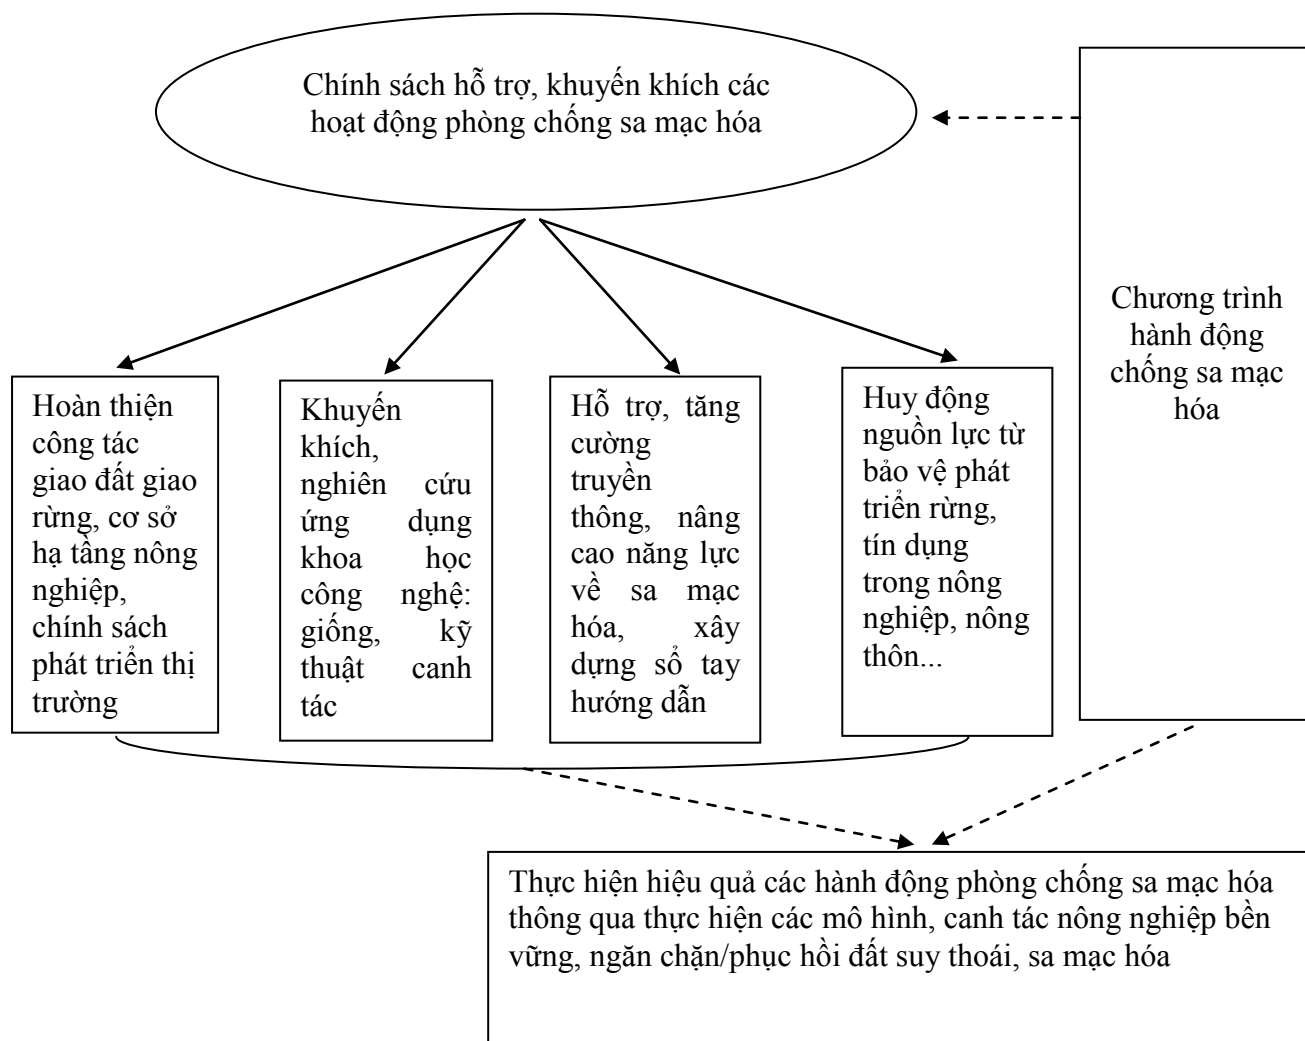 Chính sách hỗ trợ, khuyến khích các
hoạt động phòng chống sa mạc hóa
Chương trình
hành động
chống sa mạc
hóa
Hoàn thiện
công tác
giao đất giao
rừng, cơ sở
hạ tầng nông
nghiệp,
chính sách
phát triển thị
trường
Khuyến
khích,
nghiên cứu
ứng dụng
khoa học
công nghệ:
giống, kỹ
thuật canh
tác
Hỗ trợ, tăng
cường
truyền
thông, nâng
cao năng lực
về sa mạc
hóa, xây
dựng sổ tay
hướng dẫn
Huy động
nguồn lực từ
bảo vệ phát
triển rừng,
tín dụng
trong nông
nghiệp, nông
thôn...
Thực hiện hiệu quả các hành động phòng chống sa mạc hóa
thông qua thực hiện các mô hình, canh tác nông nghiệp bền
vững, ngăn chặn/phục hồi đất suy thoái, sa mạc hóa